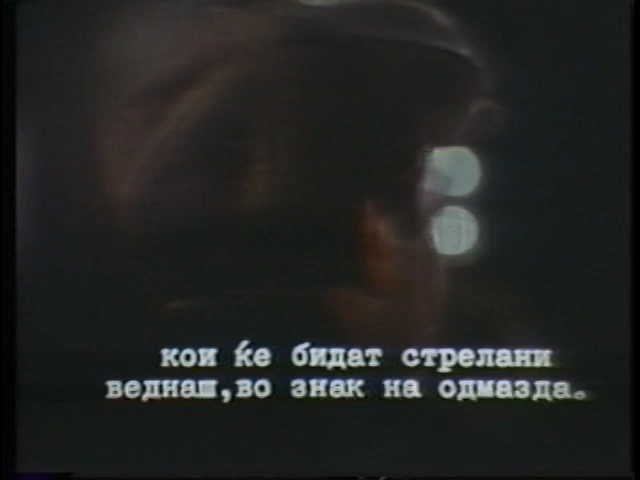 кои ќе бидат стрелани
веднаш,во знак на одмазда.